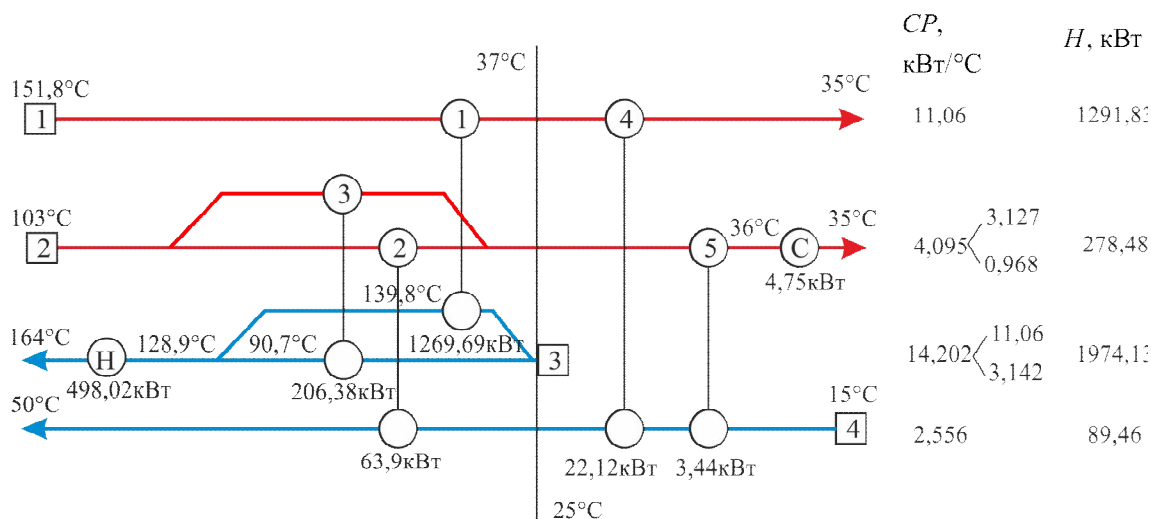 CP,
кВт/°C
H, кВт
37°C
151,8°C
35°C
1
1
4
11,06
1291,83
3
103°C
36°C
35°C
3,127
2
2
5
C
4,095
278,48
0,968
4,75кВт
139,8°C
164°C
128,9°C
90,7°C
1269,69кВт
11,06
H
3
14,202
1974,13
498,02кВт
206,38кВт
3,142
50°C
15°C
4
2,556
89,46
63,9кВт
22,12кВт
3,44кВт
25°C